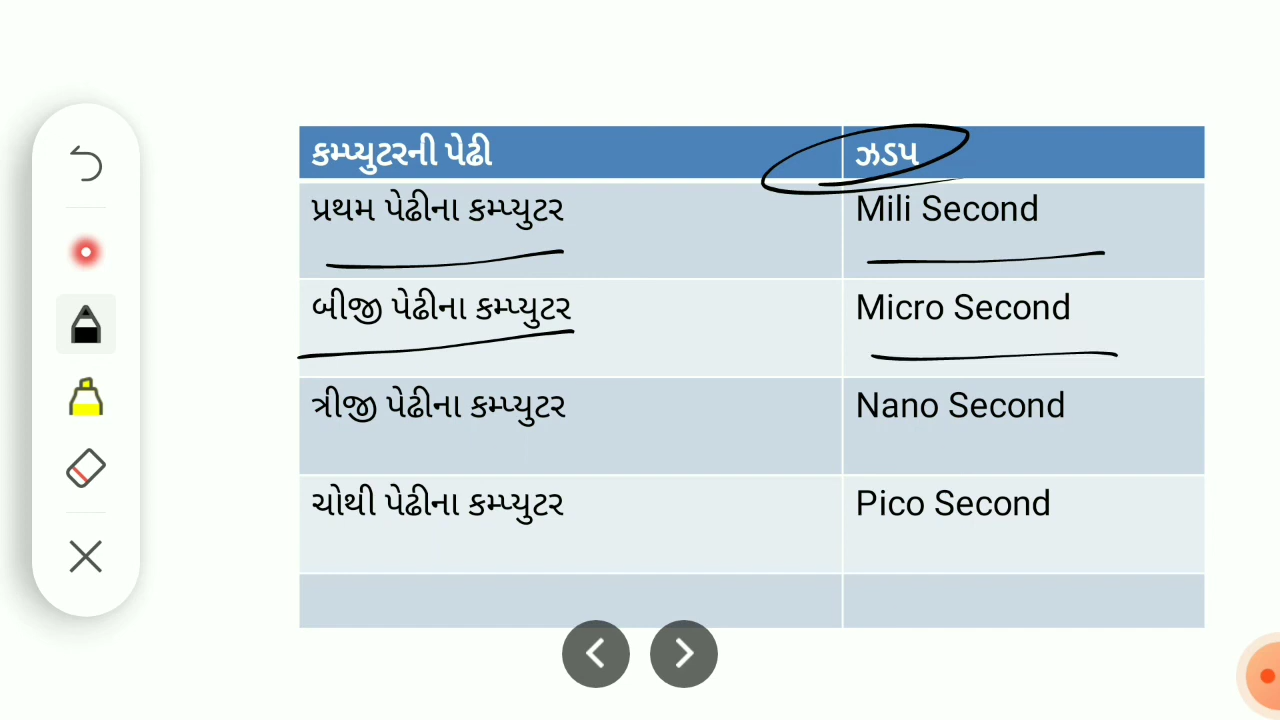 કમ્પ્યુટરની પેઢી ઝડપ
પ્રથમ પેઢીના કમ્પ્યુટર Mili Second
બીજી પેઢીના કમ્પ્યુટર Micro Second
ત્રીજી પેઢીના કમ્પ્યુટર Nano Second
ચોથી પેઢીના કમ્પ્યુટર Pico Second